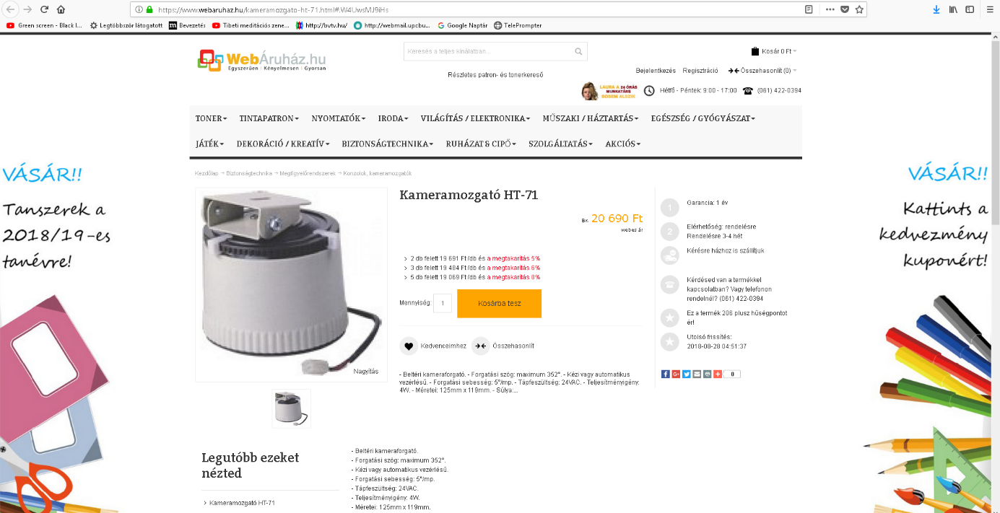 https://www.webaruhaz.hu/kameramozgato-ht-71.html#.W4UwsMJ9iHs
Green screen - Black I...
Legtöbbször látogatott
Bevezetés
Tibeti meditációs zene...
http://bvtv.hu/
http://webmail.upcbu...
Google Naptár
TelePrompter
WebÁruház.hu
Egyszerűen | Kényelmesen | Gyorsan
Keresés a teljes kínálatban...
Részletes patron- és tonerkereső
Kosár 0 Ft
Bejelentkezés Regisztráció Összehasonlít (0)
LAURA A 24 ÓRÁS
MUNKATÁRS
SOSEM ALSZIK
Hétfő - Péntek: 9:00 - 17:00
(061) 422-0394
TONER TINTAPATRON NYOMTATÓK IRODA VILÁGÍTÁS / ELEKTRONIKA MŰSZAKI / HÁZTARTÁS EGÉSZSÉG / GYÓGYÁSZAT
JÁTÉK DEKORÁCIÓ / KREATÍV BIZTONSÁGTECHNIKA RUHÁZAT & CIPŐ SZOLGÁLTATÁS AKCIÓS
VÁSÁR!!
Tanszerek a
2018/19-es
tanévre!
Kezdőlap → Biztonságtechnika → Megfigyelőrendszerek → Konzolok, kameramozgatók
Nagyítás
Kameramozgató HT-71
Br. 20 690 Ft
webes ár
> 2 db felett 19 691 Ft/db és a megtakarítás 5%
> 3 db felett 19 484 Ft/db és a megtakarítás 6%
> 5 db felett 19 069 Ft/db és a megtakarítás 8%
Mennyiség: 1 Kosárba tesz
Kedvenceimhez Összehasonlít
- Beltéri kameraforgató. - Forgatási szög: maximum 352°. - Kézi vagy automatikus
vezérlésű. - Forgatási sebesség: 5°/mp. - Tápfeszültség: 24VAC. - Teljesítményigény:
4W. - Méretei: 125mm x 119mm. - Súlya:...
1 Garancia: 1 év
2 Elérhetőség: rendelésre
Rendelésre 3-4 hét
Kérésre házhoz is szállítjuk
Kérdésed van a termékkel
kapcsolatban? Vagy telefonon
rendelnél? (061) 422-0394
Ez a termék 206 plusz hűségpontot
ér!
Utolsó frissítés:
2018-08-28 04:51:37
0
VÁSÁR!!
Kattints a
kedvezmény
kuponért!
Legutóbb ezeket
nézted
> Kameramozgató HT-71
- Beltéri kameraforgató.
- Forgatási szög: maximum 352°.
- Kézi vagy automatikus vezérlésű.
- Forgatási sebesség: 5°/mp.
- Tápfeszültség: 24VAC.
- Teljesítményigény: 4W.
- Méretei: 125mm x 119mm.